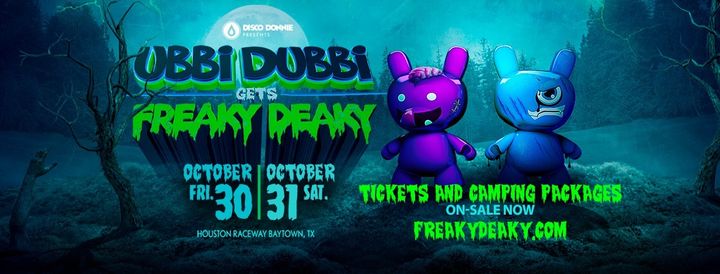 DISCO DONNIE
PRESENTS
UBBI DUBBI
GETS
FREAKY DEAKY
OCTOBER
FRI. 30
OCTOBER
31 SAT.
HOUSTON RACEWAY BAYTOWN, TX
TICKETS AND CAMPING PACKAGES
ON-SALE NOW
FREAKYDEAKY.COM